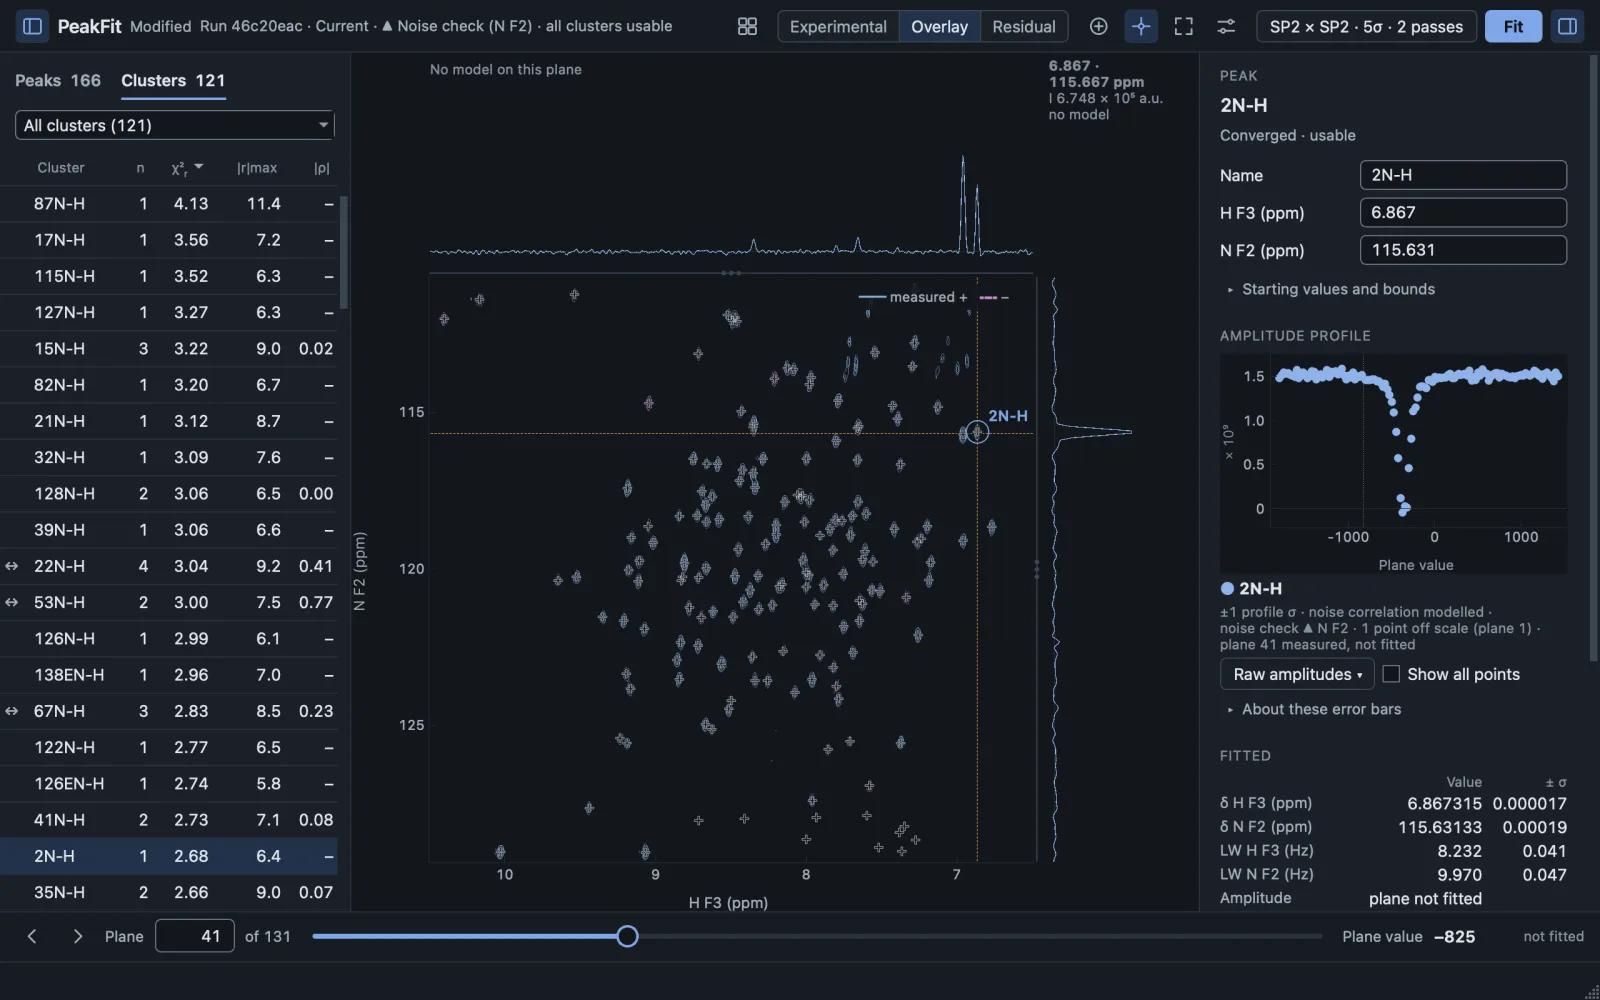 PeakFit Modified Run 46c20eac · Current · ▲ Noise check (N F2) · all clusters usable
Experimental Overlay Residual
SP2 × SP2 · 5σ · 2 passes
Fit
Peaks 166 Clusters 121
All clusters (121)
Cluster n χ²r |r|max |ρ|
87N-H 1 4.13 11.4 –
17N-H 1 3.56 7.2 –
115N-H 1 3.52 6.3 –
127N-H 1 3.27 6.3 –
15N-H 3 3.22 9.0 0.02
82N-H 1 3.20 6.7 –
21N-H 1 3.12 8.7 –
32N-H 1 3.09 7.6 –
128N-H 2 3.06 6.5 0.00
39N-H 1 3.06 6.6 –
↔ 22N-H 4 3.04 9.2 0.41
↔ 53N-H 2 3.00 7.5 0.77
126N-H 1 2.99 6.1 –
138EN-H 1 2.96 7.0 –
↔ 67N-H 3 2.83 8.5 0.23
122N-H 1 2.77 6.5 –
126EN-H 1 2.74 5.8 –
41N-H 2 2.73 7.1 0.08
2N-H 1 2.68 6.4 –
35N-H 2 2.66 9.0 0.07
No model on this plane
6.867 ·
115.667 ppm
I 6.748 × 10⁵ a.u.
no model
measured + –
2N-H
115
120
125
N F2 (ppm)
10 9 8 7
H F3 (ppm)
PEAK
2N-H
Converged · usable
Name 2N-H
H F3 (ppm) 6.867
N F2 (ppm) 115.631
▸ Starting values and bounds
AMPLITUDE PROFILE
1.5
1.0
0.5
0
× 10⁹
-1000 0 1000
Plane value
2N-H
±1 profile σ · noise correlation modelled ·
noise check ▲ N F2 · 1 point off scale (plane 1) ·
plane 41 measured, not fitted
Raw amplitudes ▾ Show all points
▸ About these error bars
FITTED
Value ± σ
δ H F3 (ppm) 6.867315 0.000017
δ N F2 (ppm) 115.63133 0.00019
LW H F3 (Hz) 8.232 0.041
LW N F2 (Hz) 9.970 0.047
Amplitude plane not fitted
Plane 41 of 131
Plane value −825 not fitted